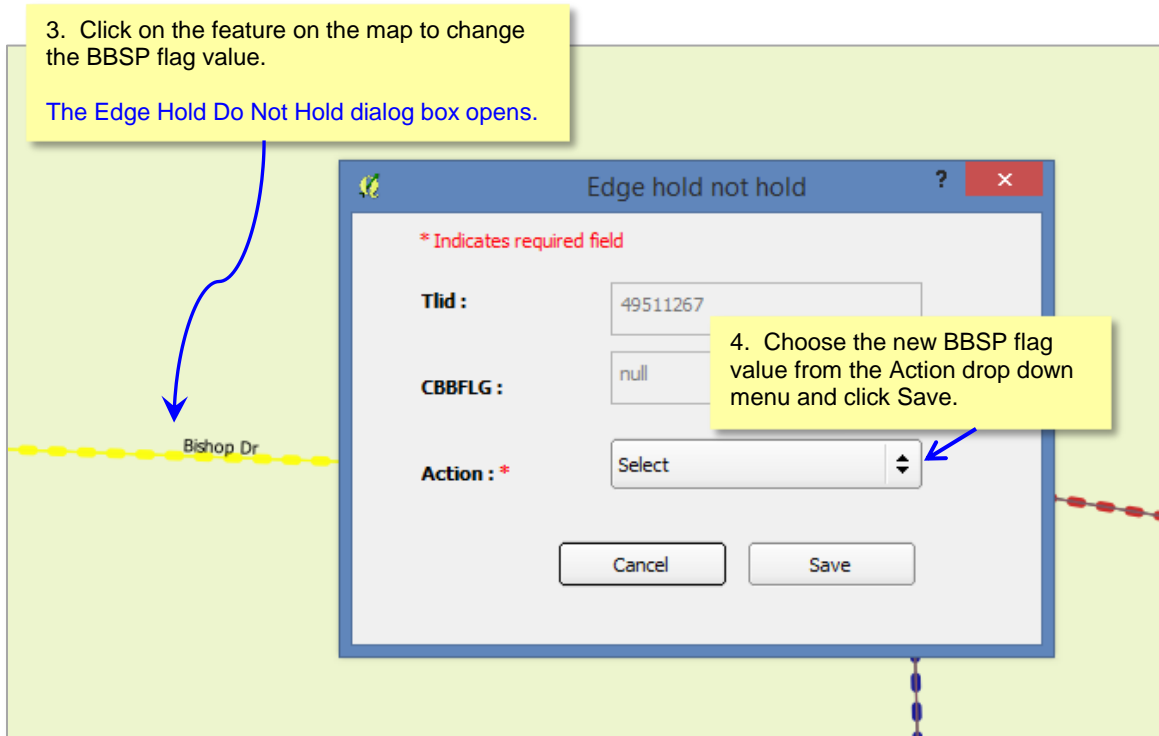 3. Click on the feature on the map to change
the BBSP flag value.
The Edge Hold Do Not Hold dialog box opens.
Edge hold not hold
?
* Indicates required field
Tlid :
49511267
CBBFLG :
null
4. Choose the new BBSP flag
value from the Action drop down
menu and click Save.
Bishop Dr
Action : *
Select
Cancel
Save